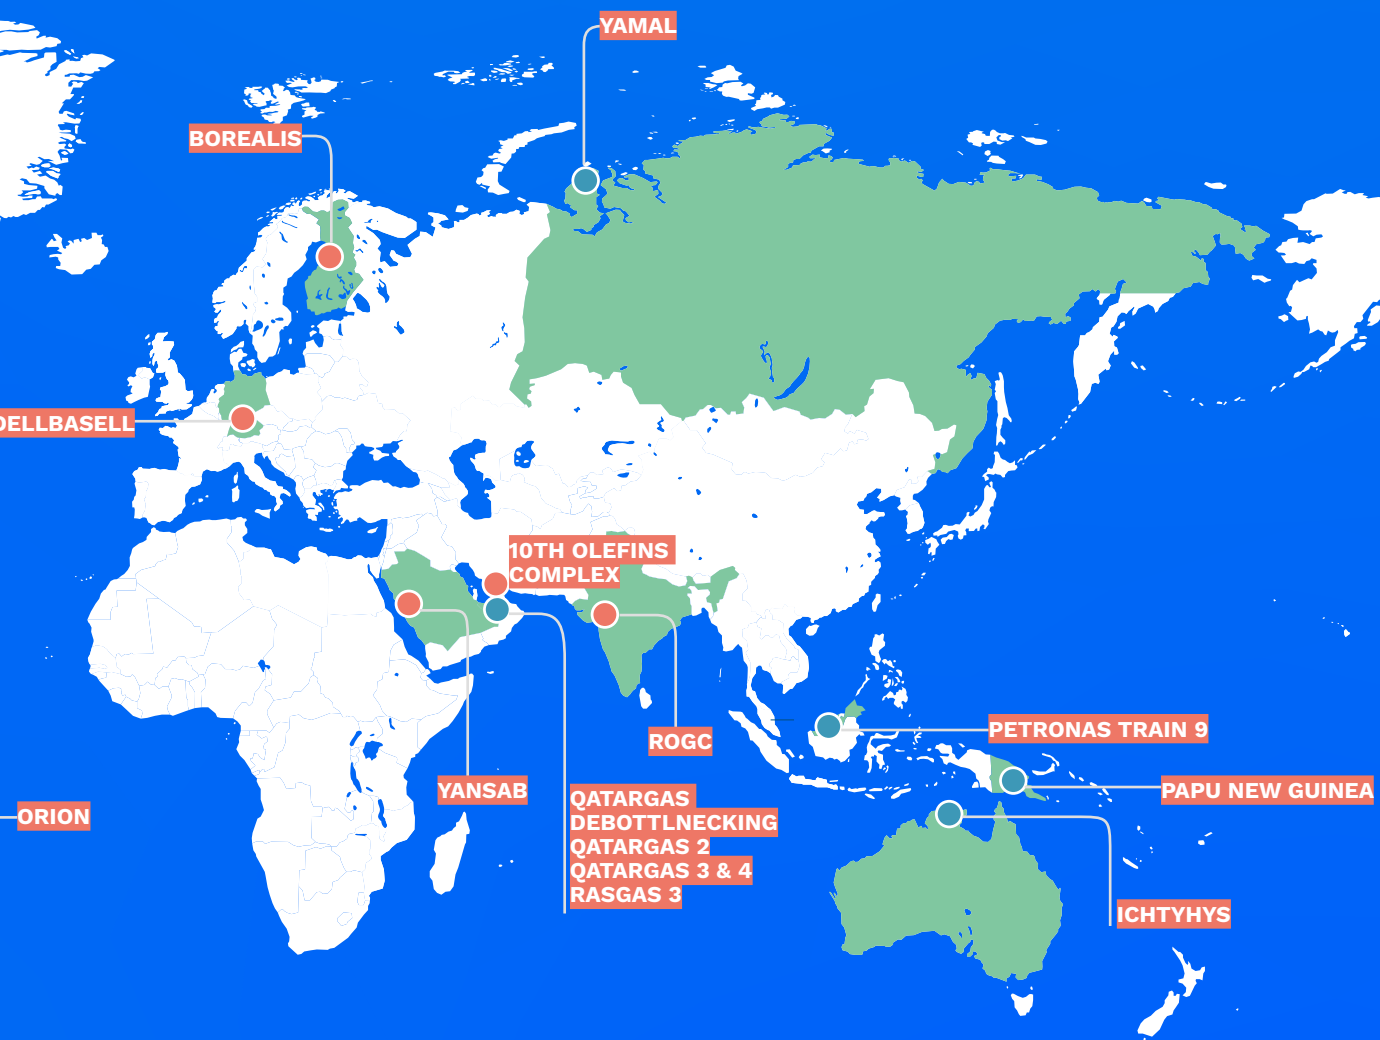 YAMAL
BOREALIS
DELLBASELL
10TH OLEFINS
COMPLEX
PETRONAS TRAIN 9
ROGC
YANSAB
PAPU NEW GUINEA
QATARGAS
DEBOTTLNECKING
QATARGAS 2
QATARGAS 3 & 4
RASGAS 3
ORION
ICHTYHYS